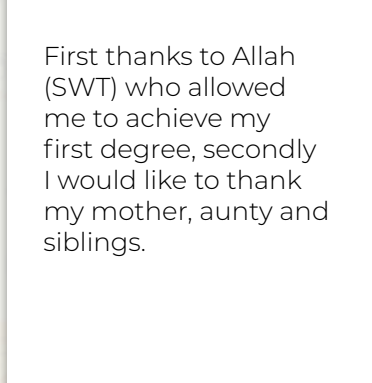 First thanks to Allah
(SWT) who allowed
me to achieve my
first degree, secondly
I would like to thank
my mother, aunty and
siblings.